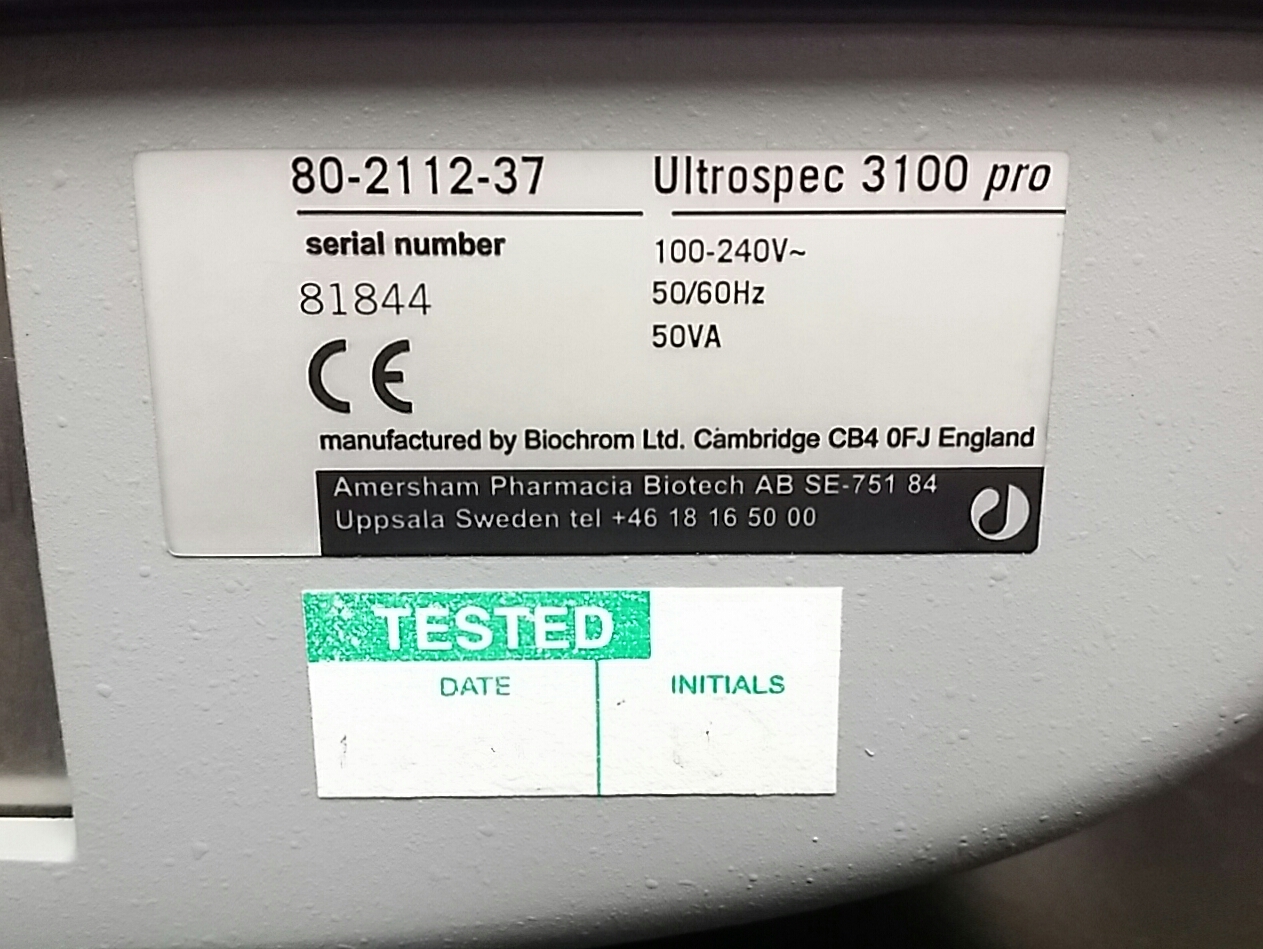 80-2112-37
Ultrospec 3100 pro
serial number
81844
100-240V~
50/60Hz
50VA
CE
manufactured by Biochrom Ltd. Cambridge CB4 0FJ England
Amersham Pharmacia Biotech AB SE-751 84
Uppsala Sweden tel +46 18 16 50 00
TESTED
DATE
INITIALS